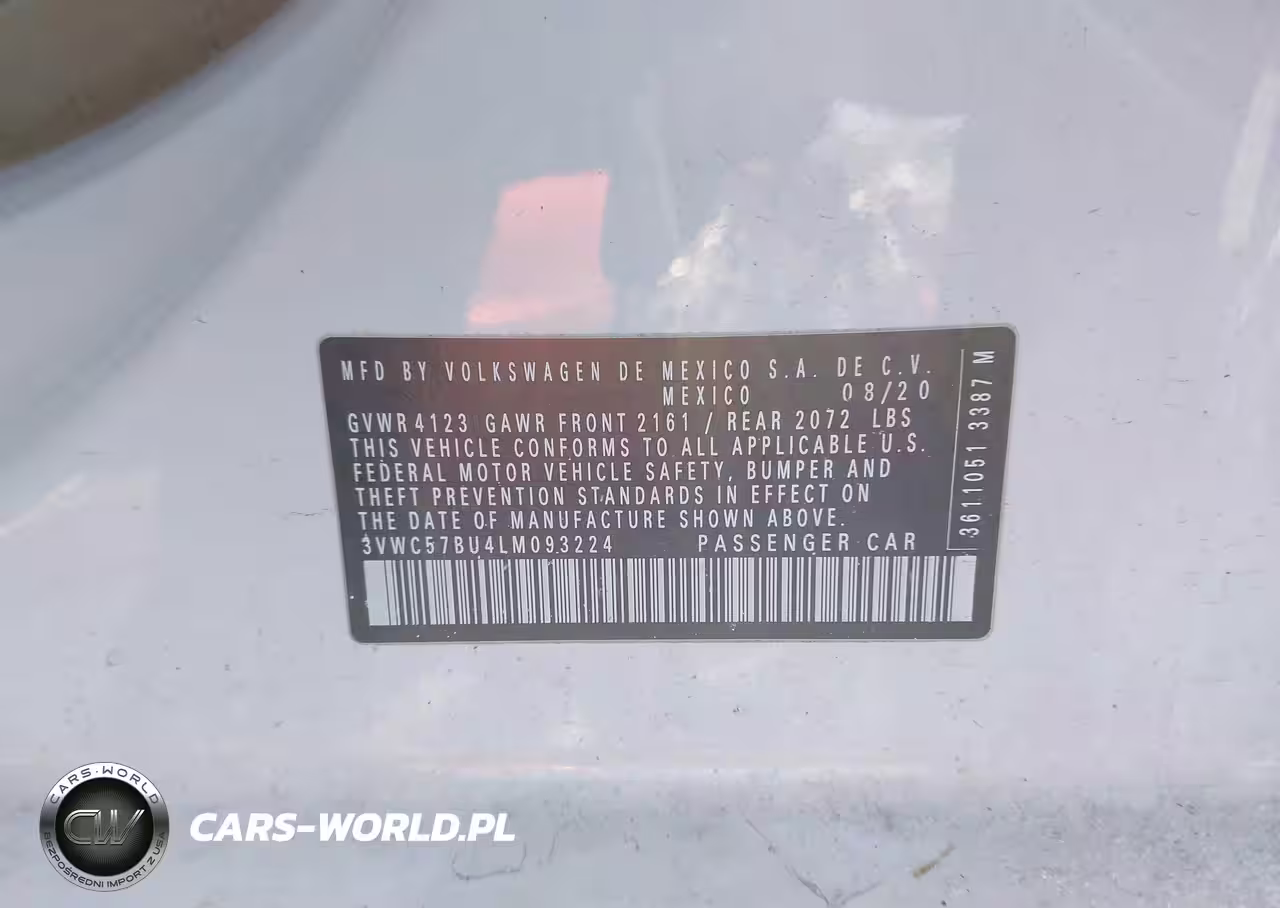 MFD BY VOLKSWAGEN DE MEXICO S.A. DE C.V.
MEXICO 08/20
GVWR 4123 GAWR FRONT 2161 / REAR 2072 LBS
THIS VEHICLE CONFORMS TO ALL APPLICABLE U.S.
FEDERAL MOTOR VEHICLE SAFETY, BUMPER AND
THEFT PREVENTION STANDARDS IN EFFECT ON
THE DATE OF MANUFACTURE SHOWN ABOVE.
3VWC57BU4LM093224 PASSENGER CAR
3611051 3387 M
CARS-WORLD
CW
BEZPOŚREDNI IMPORT Z USA
CARS-WORLD.PL